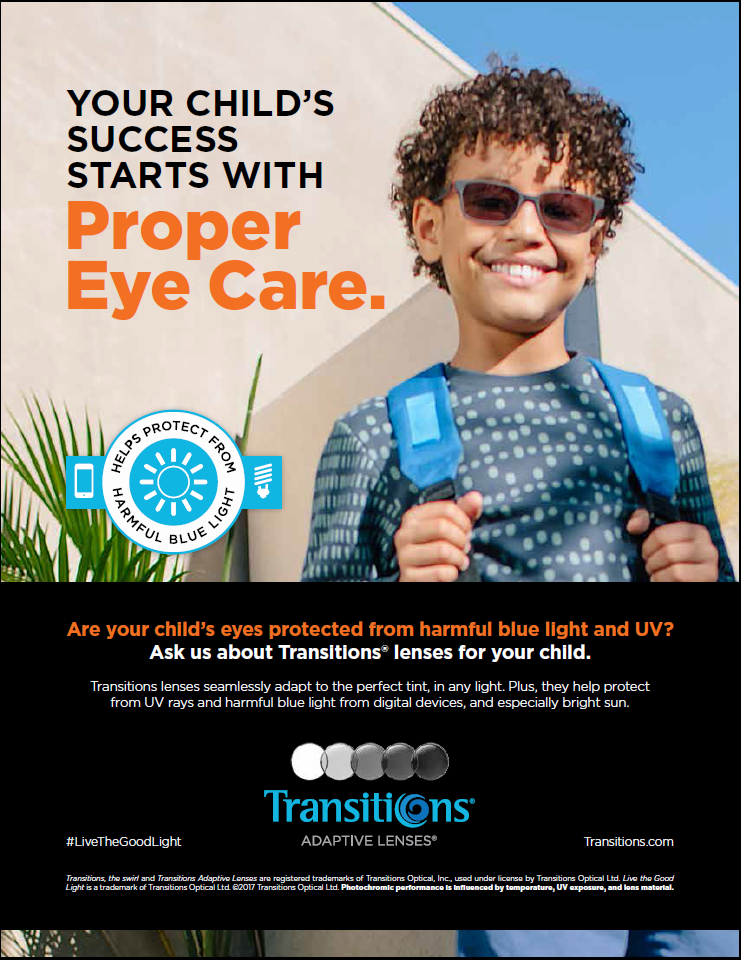 YOUR CHILD'S
SUCCESS
STARTS WITH
Proper
Eye Care.
HELPS PROTECT FROM
HARMFUL BLUE LIGHT
Are your child's eyes protected from harmful blue light and UV?
Ask us about Transitions® lenses for your child.
Transitions lenses seamlessly adapt to the perfect tint, in any light. Plus, they help protect
from UV rays and harmful blue light from digital devices, and especially bright sun.
Transitions®
ADAPTIVE LENSES®
#LiveTheGoodLight
Transitions.com
Transitions, the swirl and Transitions Adaptive Lenses are registered trademarks of Transitions Optical, Inc., used under license by Transitions Optical Ltd. Live the Good
Light is a trademark of Transitions Optical Ltd. ©2017 Transitions Optical Ltd. Photochromic performance is influenced by temperature, UV exposure, and lens material.